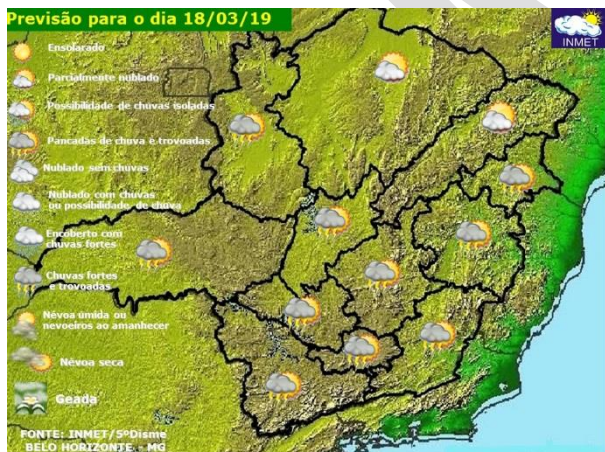 Previsão para o dia 18/03/19
INMET
Ensolarado
Parcialmente nublado
Possibilidade de chuvas isoladas
Pancadas de chuva e trovoadas
Nublado sem chuvas
Nublado com chuvas
ou possibilidade de chuva
Encoberto com
chuvas fortes
Chuvas fortes
e trovoadas
Névoa úmida ou
nevoeiros ao amanhecer
Névoa seca
Geada
FONTE: INMET/5ºDisme
BELO HORIZONTE - MG